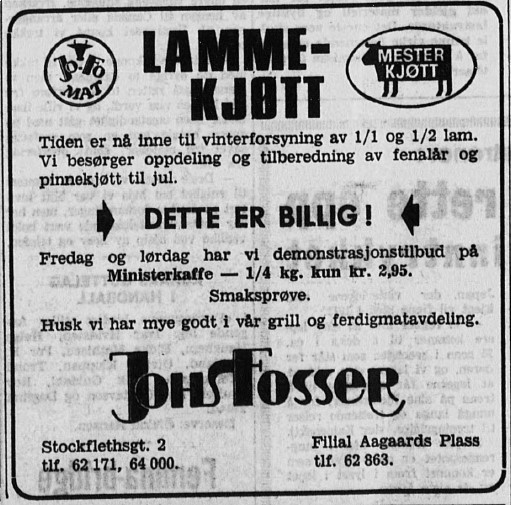 JO-FO
MAT
LAMME-
KJØTT
MESTER
KJØTT
Tiden er nå inne til vinterforsyning av 1/1 og 1/2 lam.
Vi besørger oppdeling og tilberedning av fenalår og
pinnekjøtt til jul.
DETTE ER BILLIG!
Fredag og lørdag har vi demonstrasjonstilbud på
Ministerkaffe — 1/4 kg. kun kr. 2,95.
Smaksprøve.
Husk vi har mye godt i vår grill og ferdigmatavdeling.
JOHS FOSSER
Stockflethsgt. 2
tlf. 62 171, 64 000.
Filial Aagaards Plass
tlf. 62 863.